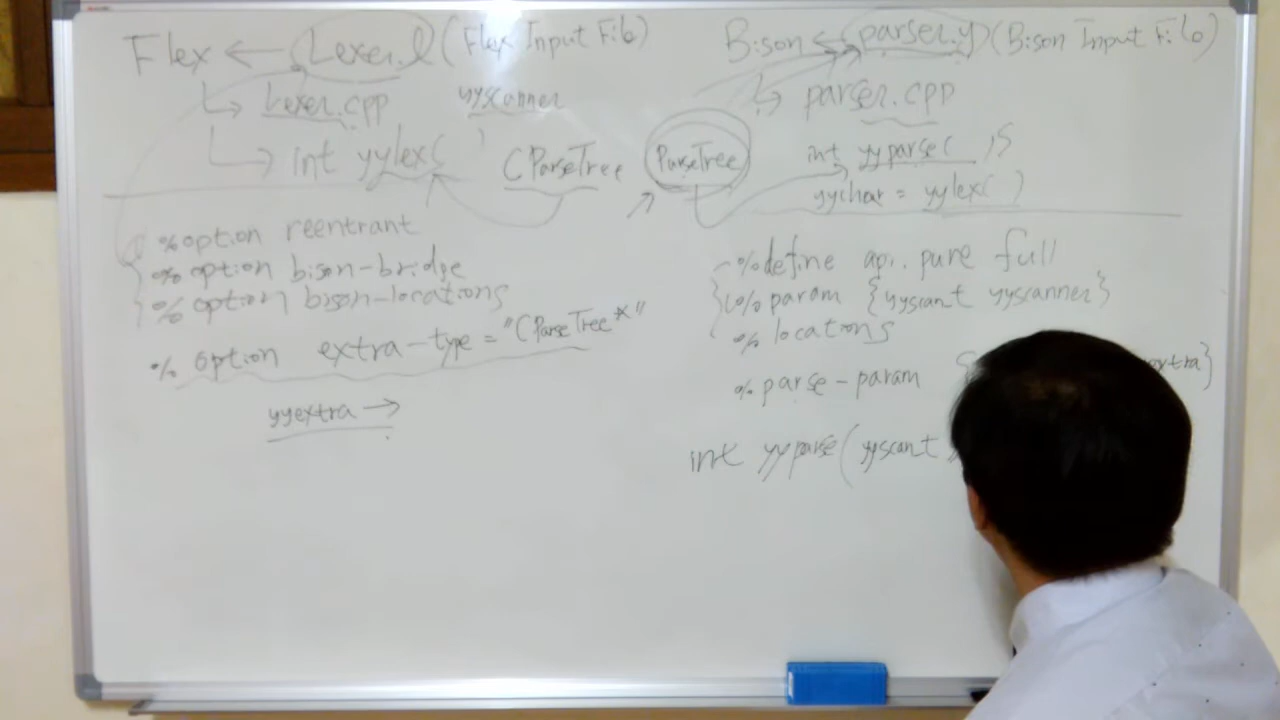 Flex ← Lexer.l (Flex Input File)
↳ Lexer.cpp yyscanner
↳ int yylex( )
CParseTree ParseTree
Bison ← parser.y (Bison Input File)
↳ parser.cpp
int yyparse( ){
yychar = yylex( )
%option reentrant
%option bison-bridge
%option bison-locations
%option extra-type="CParseTree*"
yyextra →
%define api.pure full
%param {yyscant yyscanner}
%locations
%parse-param extra}
int yyparse(yyscant